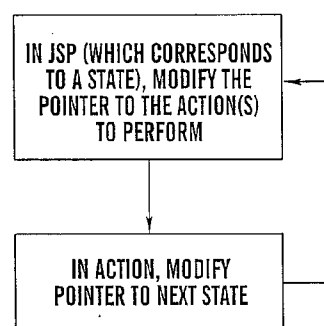 IN JSP (WHICH CORRESPONDS
TO A STATE), MODIFY THE
POINTER TO THE ACTION(S)
TO PERFORM
IN ACTION, MODIFY
POINTER TO NEXT STATE